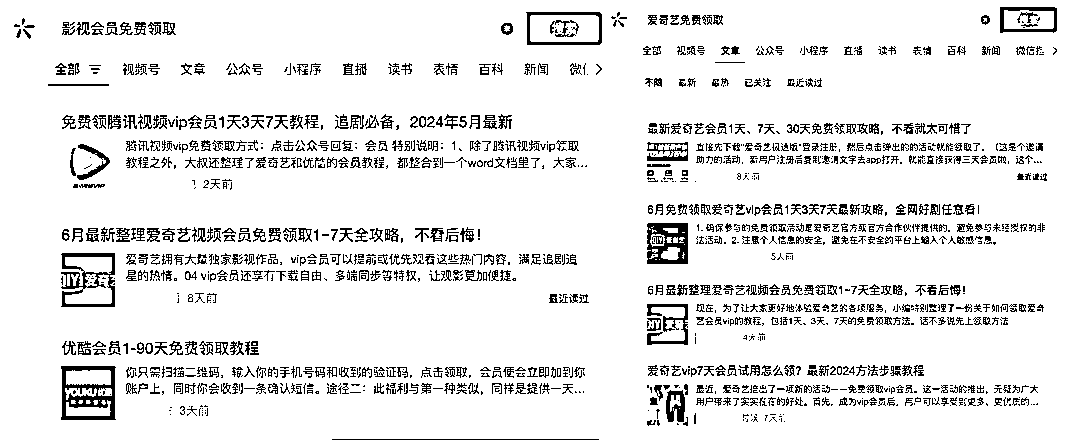 影视会员免费领取
搜索
全部 视频号 文章 公众号 小程序 直播 读书 表情 百科 新闻
免费领腾讯视频vip会员1天3天7天教程，追剧必备，2024年5月最新
腾讯视频vip免费领取方式：点击公众号回复：会员 特别说明：1、除了腾讯视频vip领取
教程之外，大叔还整理了爱奇艺和优酷的会员教程，都整合到一个word文档里了，大家...
2天前
6月最新整理爱奇艺视频会员免费领取1-7天全攻略，不看后悔！
爱奇艺拥有大量独家影视作品，vip会员可以提前或优先观看这些热门内容，满足追剧追
星的热情。04 vip会员还享有下载自由、多端同步等特权，让观影更加便捷。
8天前
最近读过
优酷会员1-90天免费领取教程
你只需扫描二维码，输入你的手机号码和收到的验证码，点击领取，会员便会立即加到你
账户上，同时你会收到一条确认短信。途径二：此福利与第一种类似，同样是提供一天...
3天前
爱奇艺免费领取
搜索
全部 视频号 文章 公众号 小程序 直播 读书 表情 百科 新闻 微信指
不限 最新 最热 已关注 最近读过
最新爱奇艺会员1天、7天、30天免费领取攻略，不看就太可惜了
直接先下载"爱奇艺极速版"登录注册，然后点击弹出的的活动就能领取了。（这是个邀请
助力的活动，新用户注册后要到邀请文字去app打开，就能直接获得三天会员啦，这个...
8天前
最近读过
6月免费领取爱奇艺vip会员1天3天7天最新攻略，全网好剧任意看！
1. 确保参与的免费领取活动是爱奇艺官方或官方合作伙伴提供的，避免参与未经授权的非
法活动。2. 注意个人信息的安全，避免在不安全的平台上输入个人敏感信息。
5天前
6月最新整理爱奇艺视频会员免费领取1~7天全攻略，不看后悔！
现在，为了让大家更好地体验爱奇艺的各项服务，小编特别整理了一份关于如何领取爱奇
艺会员vip的教程，包括1天、3天、7天的免费领取方法。话不多说先上领取方法
4天前
爱奇艺vip7天会员试用怎么领？最新2024方法步骤教程
最近，爱奇艺推出了一项新的活动——免费领取vip会员。这一活动的推出，无疑为广大
用户带来了实实在在的好处。首先，成为vip会员后，用户可以享受到更多、更优质的...
7天前